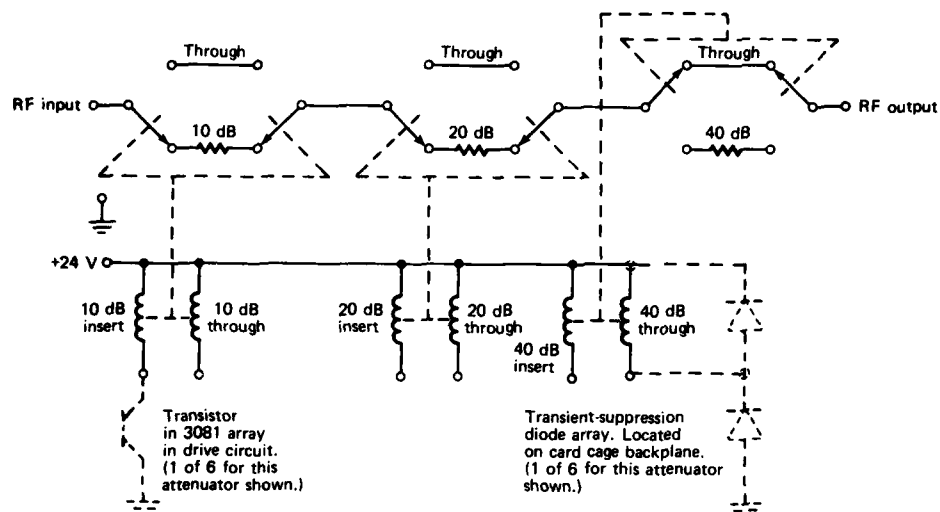 Through
Through
Through
RF input
10 dB
20 dB
40 dB
RF output
+24 V
10 dB
insert
10 dB
through
20 dB
insert
20 dB
through
40 dB
insert
40 dB
through
Transistor
in 3081 array
in drive circuit.
(1 of 6 for this
attenuator shown.)
Transient-suppression
diode array. Located
on card cage backplane.
(1 of 6 for this attenuator
shown.)